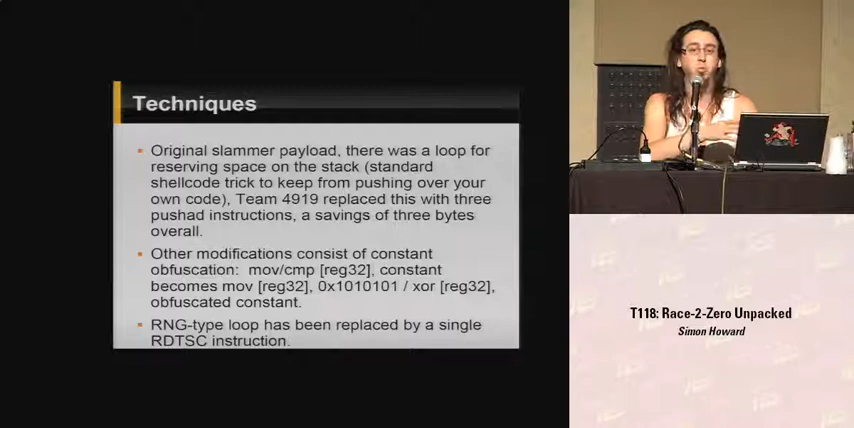 Techniques
Original slammer payload, there was a loop for
reserving space on the stack (standard
shellcode trick to keep from pushing over your
own code), Team 4919 replaced this with three
pushad instructions, a savings of three bytes
overall.
Other modifications consist of constant
obfuscation: mov/cmp [reg32], constant
becomes mov [reg32], 0x1010101 / xor [reg32],
obfuscated constant.
RNG-type loop has been replaced by a single
RDTSC instruction.
T118: Race-2-Zero Unpacked
Simon Howard